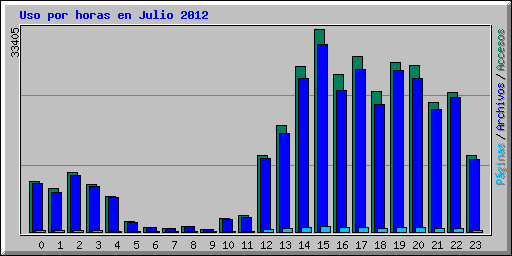 Uso por horas en Julio 2012
33405
Páginas / Archivos / Accesos
0 1 2 3 4 5 6 7 8 9 10 11 12 13 14 15 16 17 18 19 20 21 22 23